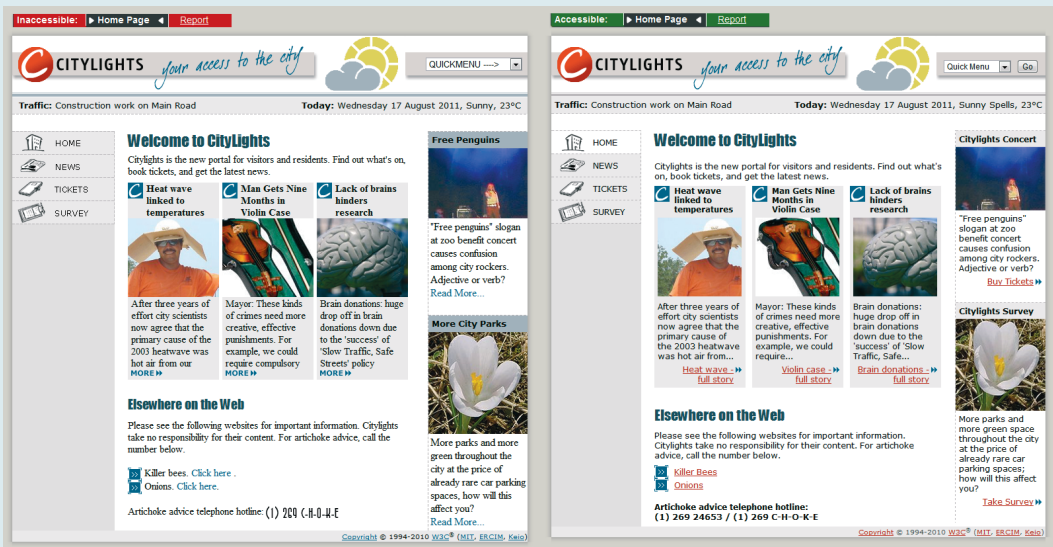 Inaccessible: Home Page Report
CITYLIGHTS your access to the city
QUICKMENU ---->
Traffic: Construction work on Main Road Today: Wednesday 17 August 2011, Sunny, 23°C
HOME
NEWS
TICKETS
SURVEY
Welcome to CityLights
Citylights is the new portal for visitors and residents. Find out what's on,
book tickets, and get the latest news.
Heat wave
linked to
temperatures
After three years of
effort city scientists
now agree that the
primary cause of the
2003 heatwave was
hot air from our
MORE
Man Gets Nine
Months in
Violin Case
Mayor: These kinds
of crimes need more
creative, effective
punishments. For
example, we could
require compulsory
MORE
Lack of brains
hinders
research
Brain donations: huge
drop off in brain
donations down due
to the 'success' of
'Slow Traffic, Safe
Streets' policy
MORE
Elsewhere on the Web
Please see the following websites for important information. Citylights
take no responsibility for their content. For artichoke advice, call the
number below.
Killer bees. Click here .
Onions. Click here.
Artichoke advice telephone hotline: (1) 269 C-H-O-K-E
Free Penguins
"Free penguins" slogan
at zoo benefit concert
causes confusion
among city rockers.
Adjective or verb?
Read More...
More City Parks
More parks and more
green throughout the
city at the price of
already rare car parking
spaces, how will this
affect you?
Read More...
Copyright © 1994-2010 W3C® (MIT, ERCIM, Keio)
Accessible: Home Page Report
CITYLIGHTS your access to the city
Quick Menu Go
Traffic: Construction work on Main Road Today: Wednesday 17 August 2011, Sunny Spells, 23°C
HOME
NEWS
TICKETS
SURVEY
Welcome to CityLights
Citylights is the new portal for visitors and residents. Find out what's
on, book tickets, and get the latest news.
Heat wave
linked to
temperatures
After three years of
effort city scientists
now agree that the
primary cause of
the 2003 heatwave
was hot air from...
Heat wave -
full story
Man Gets Nine
Months in
Violin Case
Mayor: These kinds
of crimes need more
creative, effective
punishments. For
example, we could
require...
Violin case -
full story
Lack of brains
hinders
research
Brain donations:
huge drop off in
brain donations
down due to the
'success' of 'Slow
Traffic, Safe...
Brain donations -
full story
Elsewhere on the Web
Please see the following websites for important information.
Citylights take no responsibility for their content. For artichoke
advice, call the number below.
Killer Bees
Onions
Artichoke advice telephone hotline:
(1) 269 24653 / (1) 269 C-H-O-K-E
Citylights Concert
"Free penguins"
slogan at zoo
benefit concert
causes confusion
among city rockers.
Adjective or verb?
Buy Tickets
Citylights Survey
More parks and
more green space
throughout the city
at the price of
already rare car
parking spaces;
how will this affect
you?
Take Survey
Copyright © 1994-2010 W3C® (MIT, ERCIM, Keio)